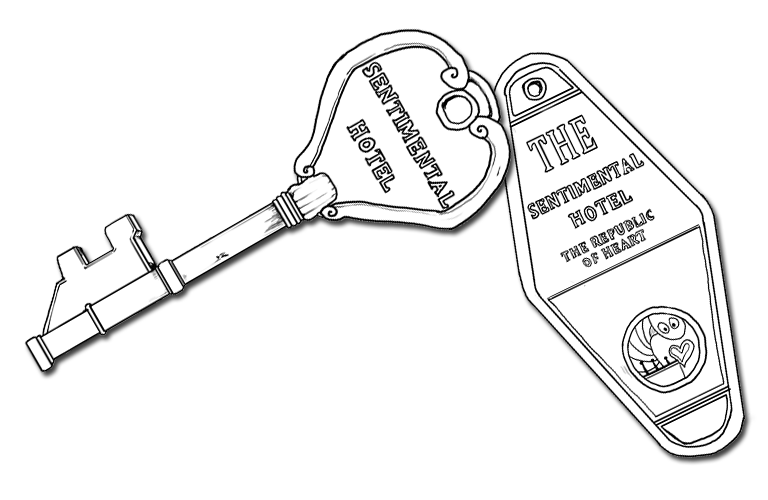 SENTIMENTAL
HOTEL
THE
SENTIMENTAL
HOTEL
THE REPUBLIC
OF HEART